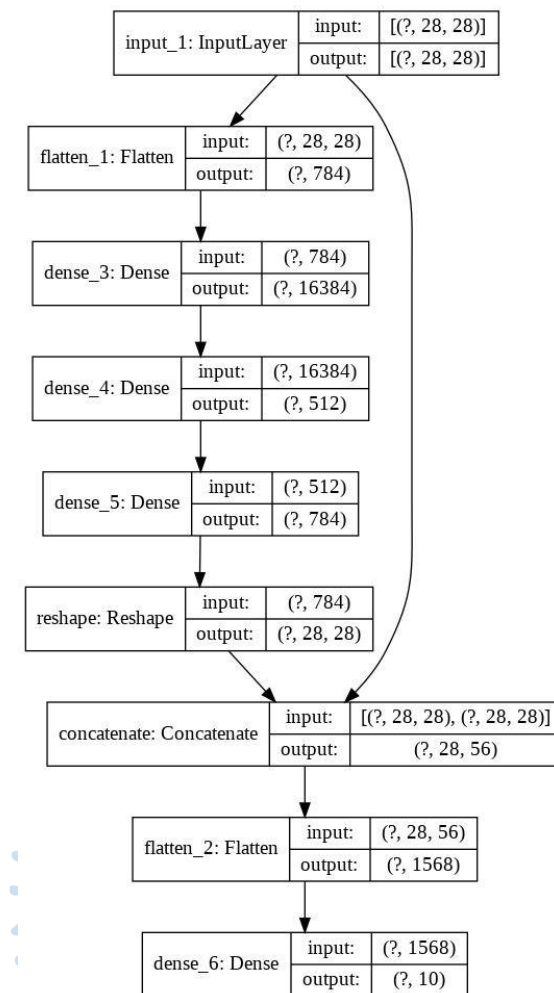 input_1: InputLayer
input: [(?, 28, 28)]
output: [(?, 28, 28)]
flatten_1: Flatten
input: (?, 28, 28)
output: (?, 784)
dense_3: Dense
input: (?, 784)
output: (?, 16384)
dense_4: Dense
input: (?, 16384)
output: (?, 512)
dense_5: Dense
input: (?, 512)
output: (?, 784)
reshape: Reshape
input: (?, 784)
output: (?, 28, 28)
concatenate: Concatenate
input: [(?, 28, 28), (?, 28, 28)]
output: (?, 28, 56)
flatten_2: Flatten
input: (?, 28, 56)
output: (?, 1568)
dense_6: Dense
input: (?, 1568)
output: (?, 10)